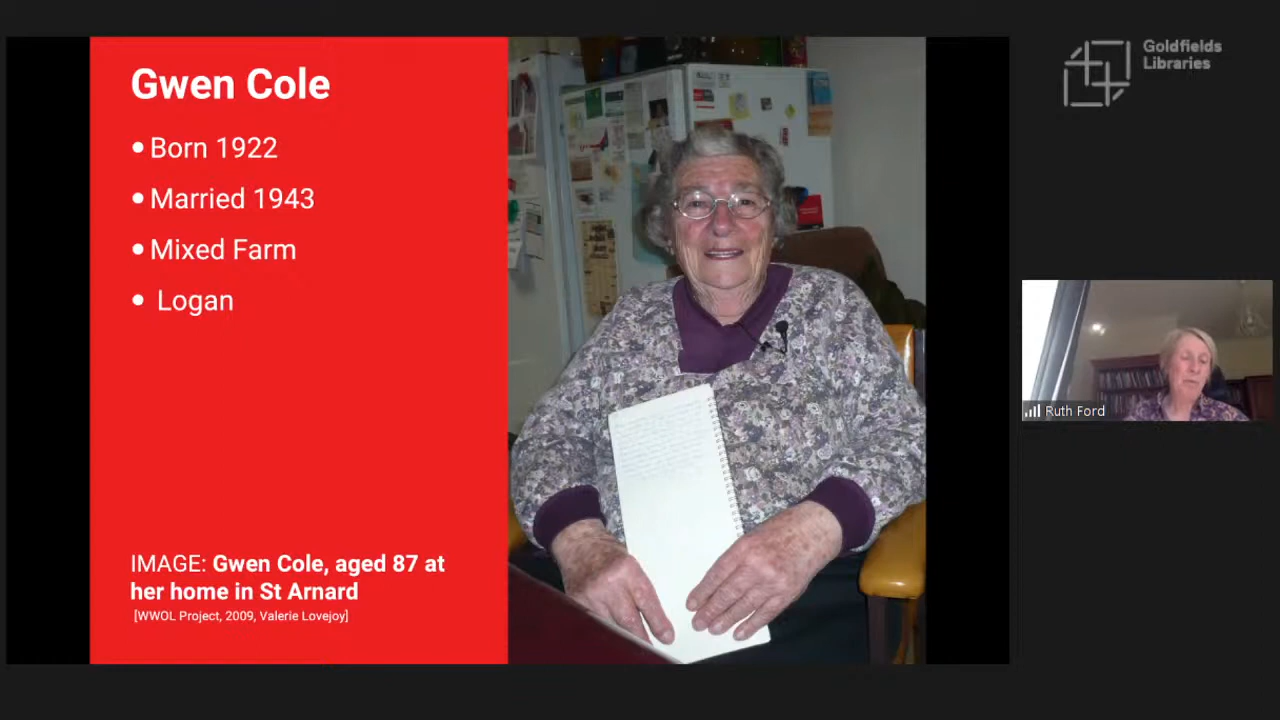 Gwen Cole
• Born 1922
• Married 1943
• Mixed Farm
• Logan
IMAGE: Gwen Cole, aged 87 at
her home in St Arnard
[WWOL Project, 2009, Valerie Lovejoy]
Goldfields
Libraries
Ruth Ford